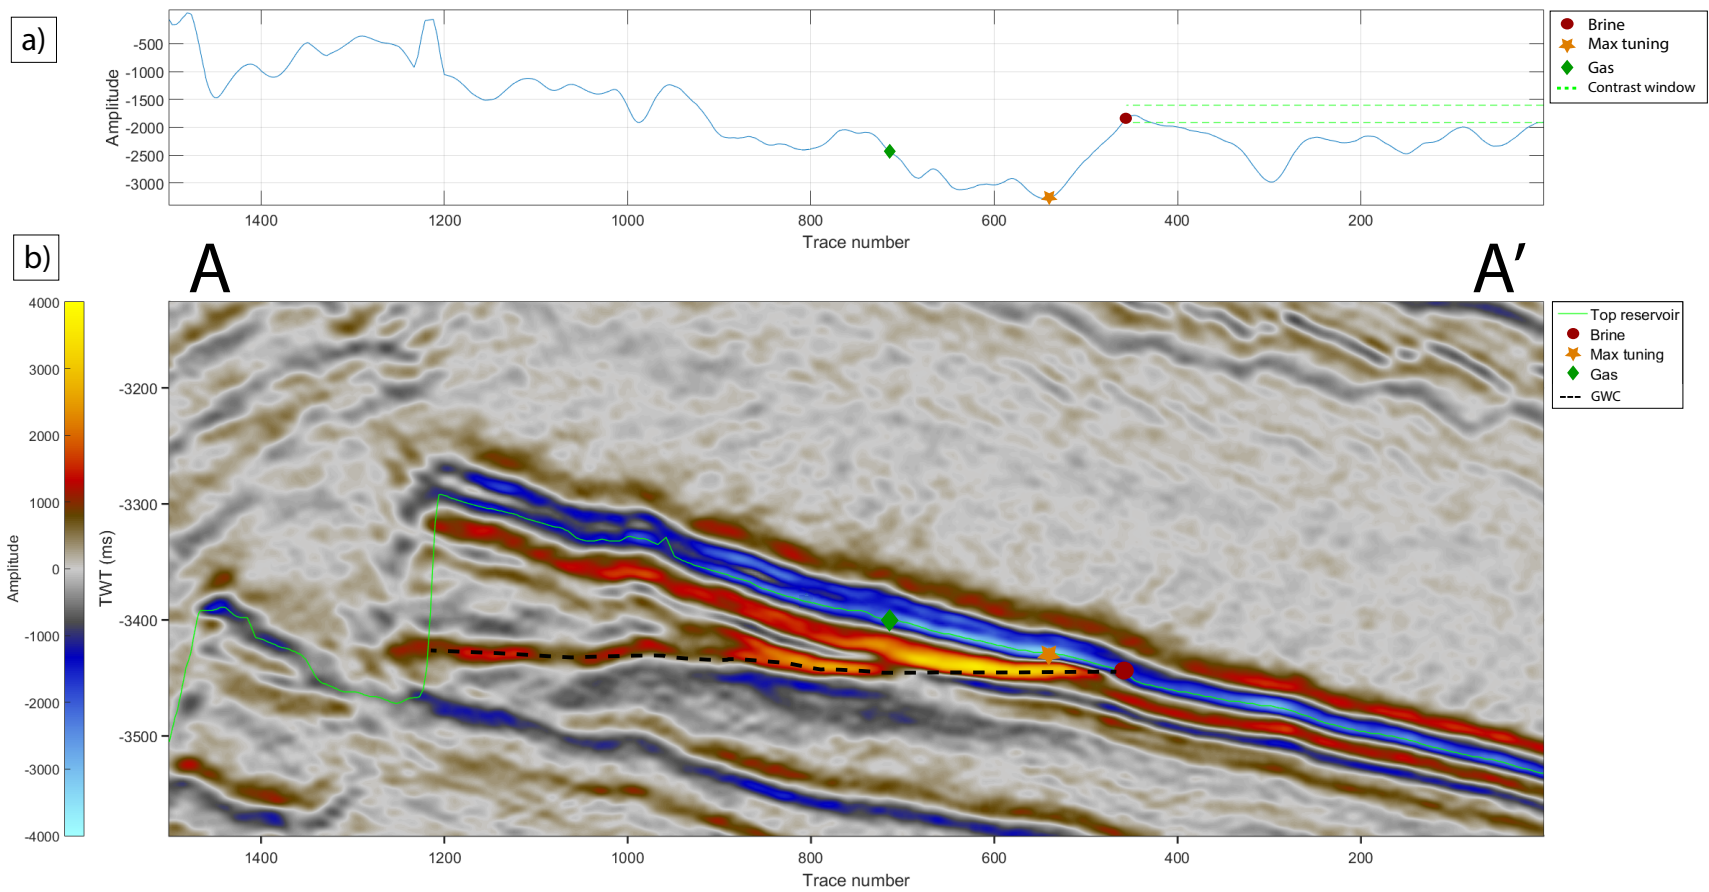 a)
-500
-1000
-1500
-2000
-2500
-3000
Amplitude
1400
1200
1000
800
600
400
200
Trace number
Brine
Max tuning
Gas
Contrast window
b)
A
A′
4000
3000
2000
1000
0
-1000
-2000
-3000
-4000
Amplitude
TWT (ms)
-3200
-3300
-3400
-3500
1400
1200
1000
800
600
400
200
Trace number
Top reservoir
Brine
Max tuning
Gas
GWC